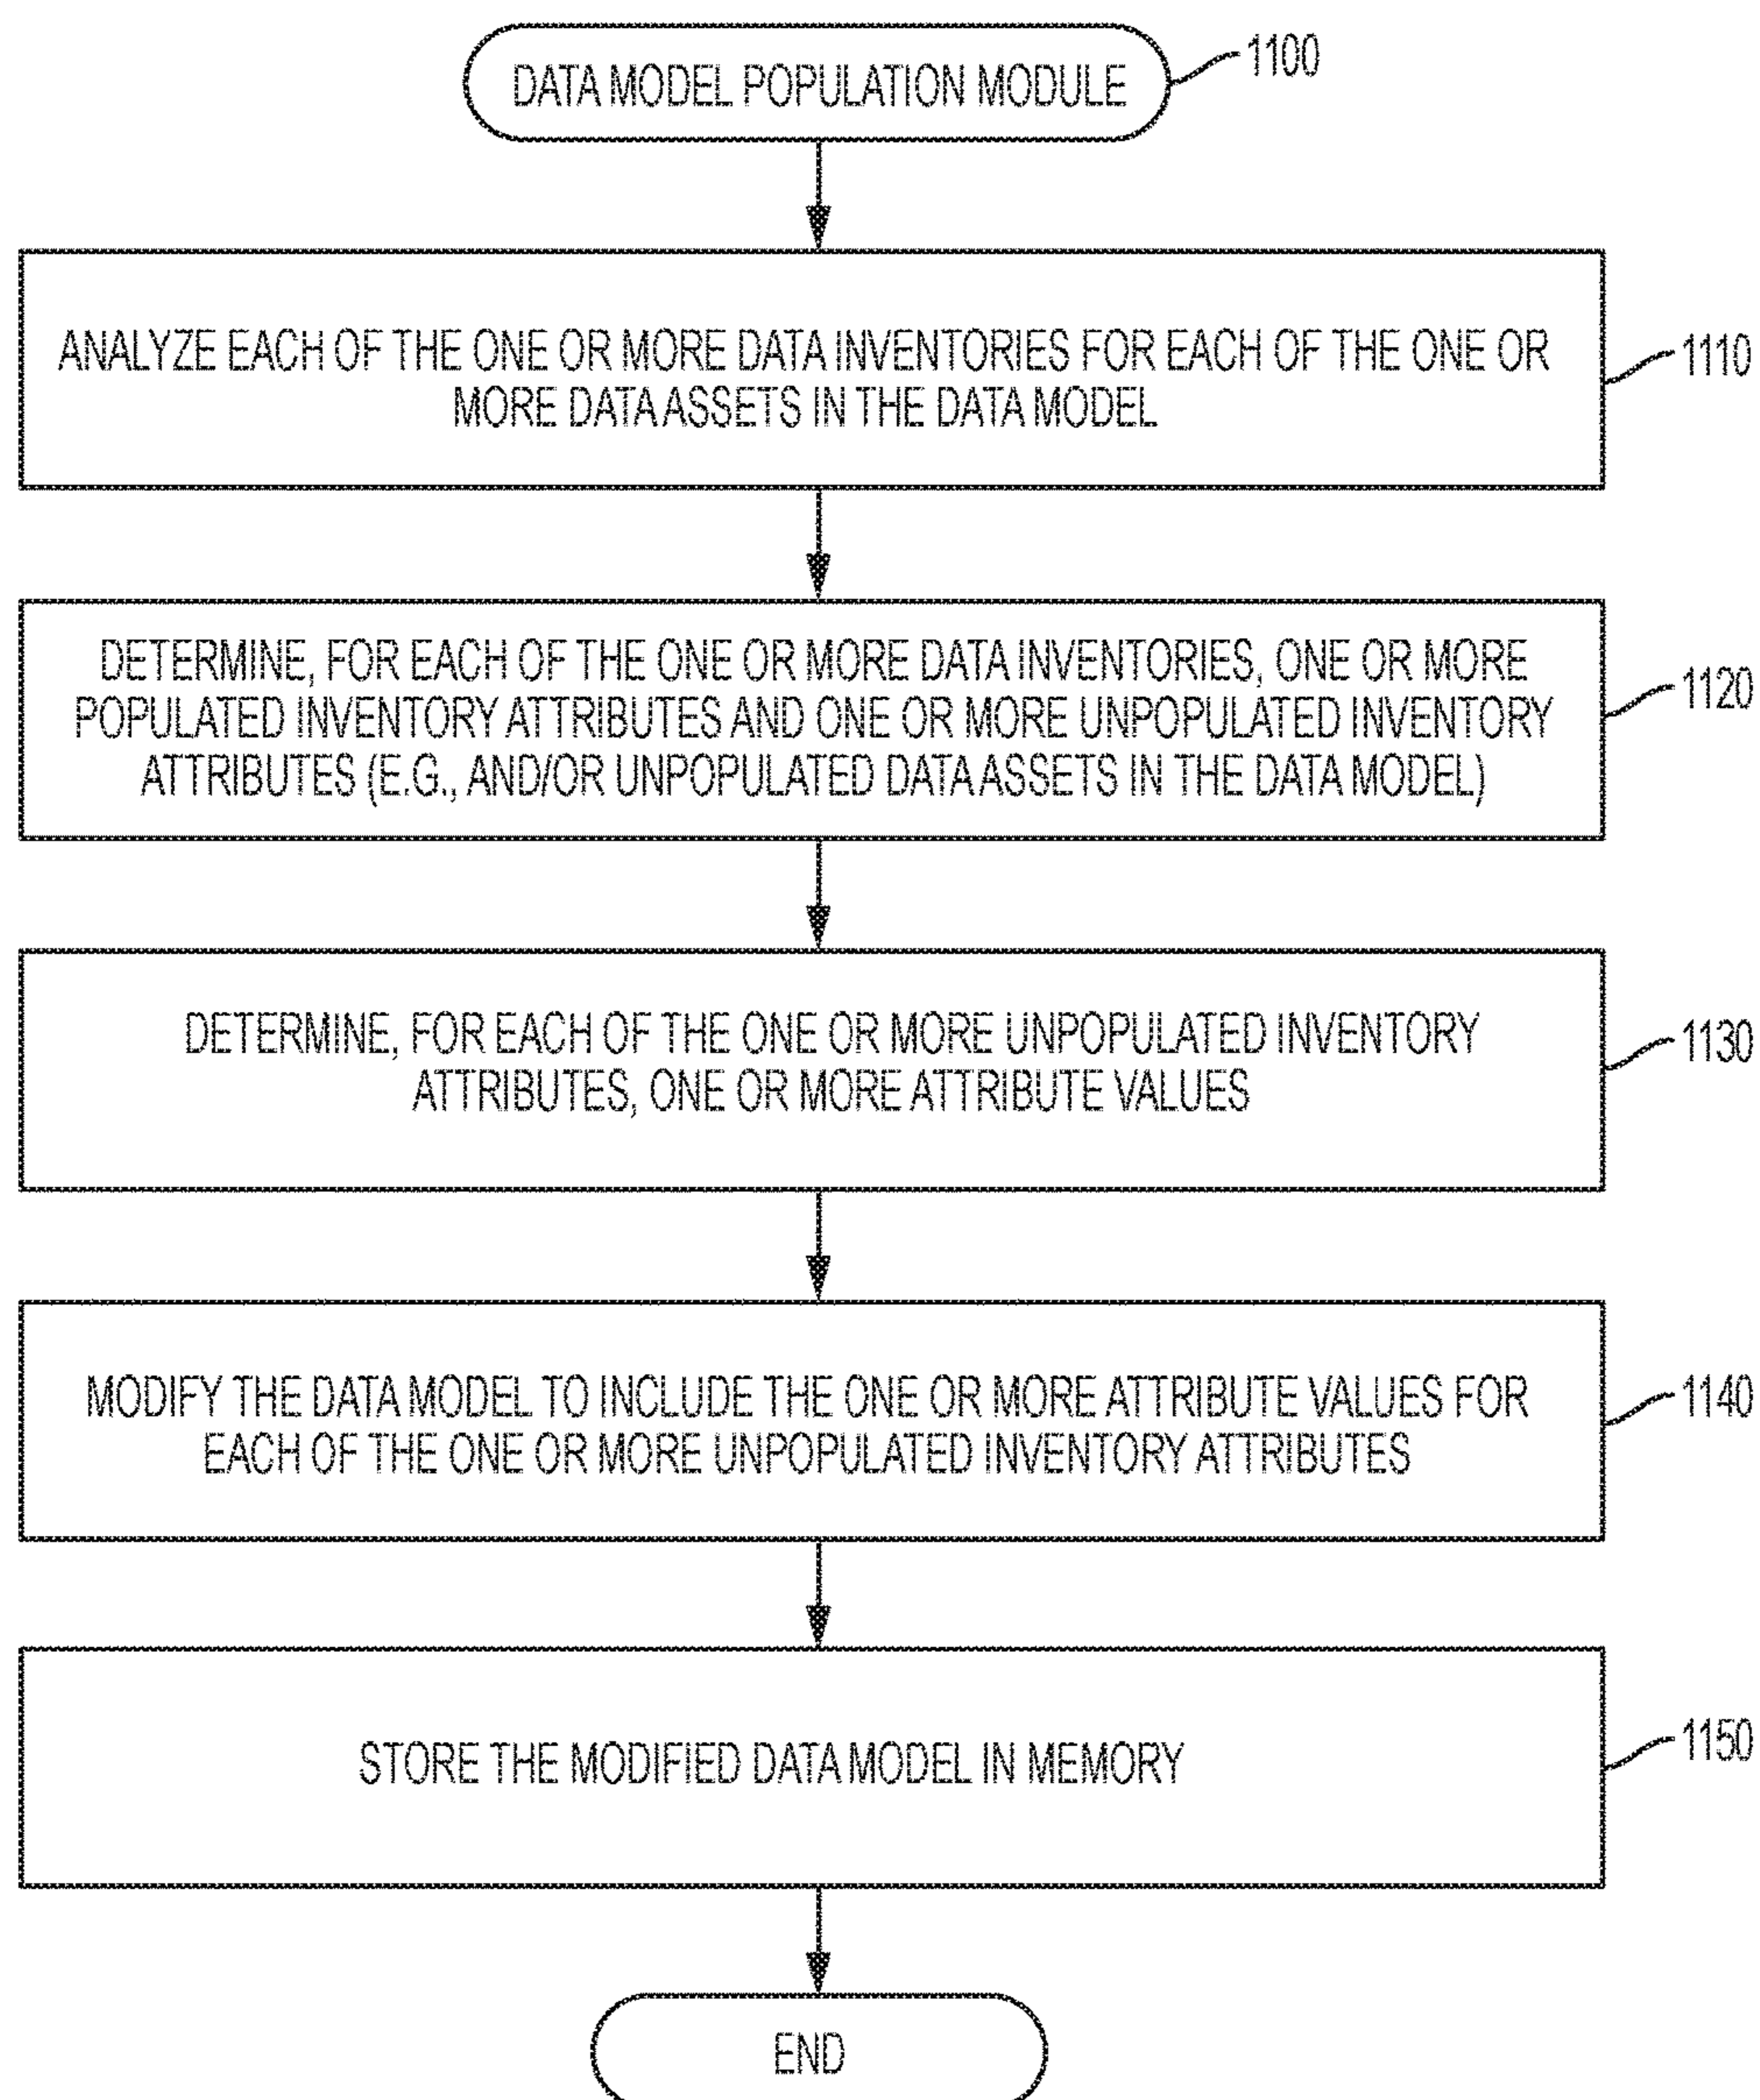 DATA MODEL POPULATION MODULE
1100
ANALYZE EACH OF THE ONE OR MORE DATA INVENTORIES FOR EACH OF THE ONE OR
MORE DATA ASSETS IN THE DATA MODEL
1110
DETERMINE, FOR EACH OF THE ONE OR MORE DATA INVENTORIES, ONE OR MORE
POPULATED INVENTORY ATTRIBUTES AND ONE OR MORE UNPOPULATED INVENTORY
ATTRIBUTES (E.G., AND/OR UNPOPULATED DATA ASSETS IN THE DATA MODEL)
1120
DETERMINE, FOR EACH OF THE ONE OR MORE UNPOPULATED INVENTORY
ATTRIBUTES, ONE OR MORE ATTRIBUTE VALUES
1130
MODIFY THE DATA MODEL TO INCLUDE THE ONE OR MORE ATTRIBUTE VALUES FOR
EACH OF THE ONE OR MORE UNPOPULATED INVENTORY ATTRIBUTES
1140
STORE THE MODIFIED DATA MODEL IN MEMORY
1150
END